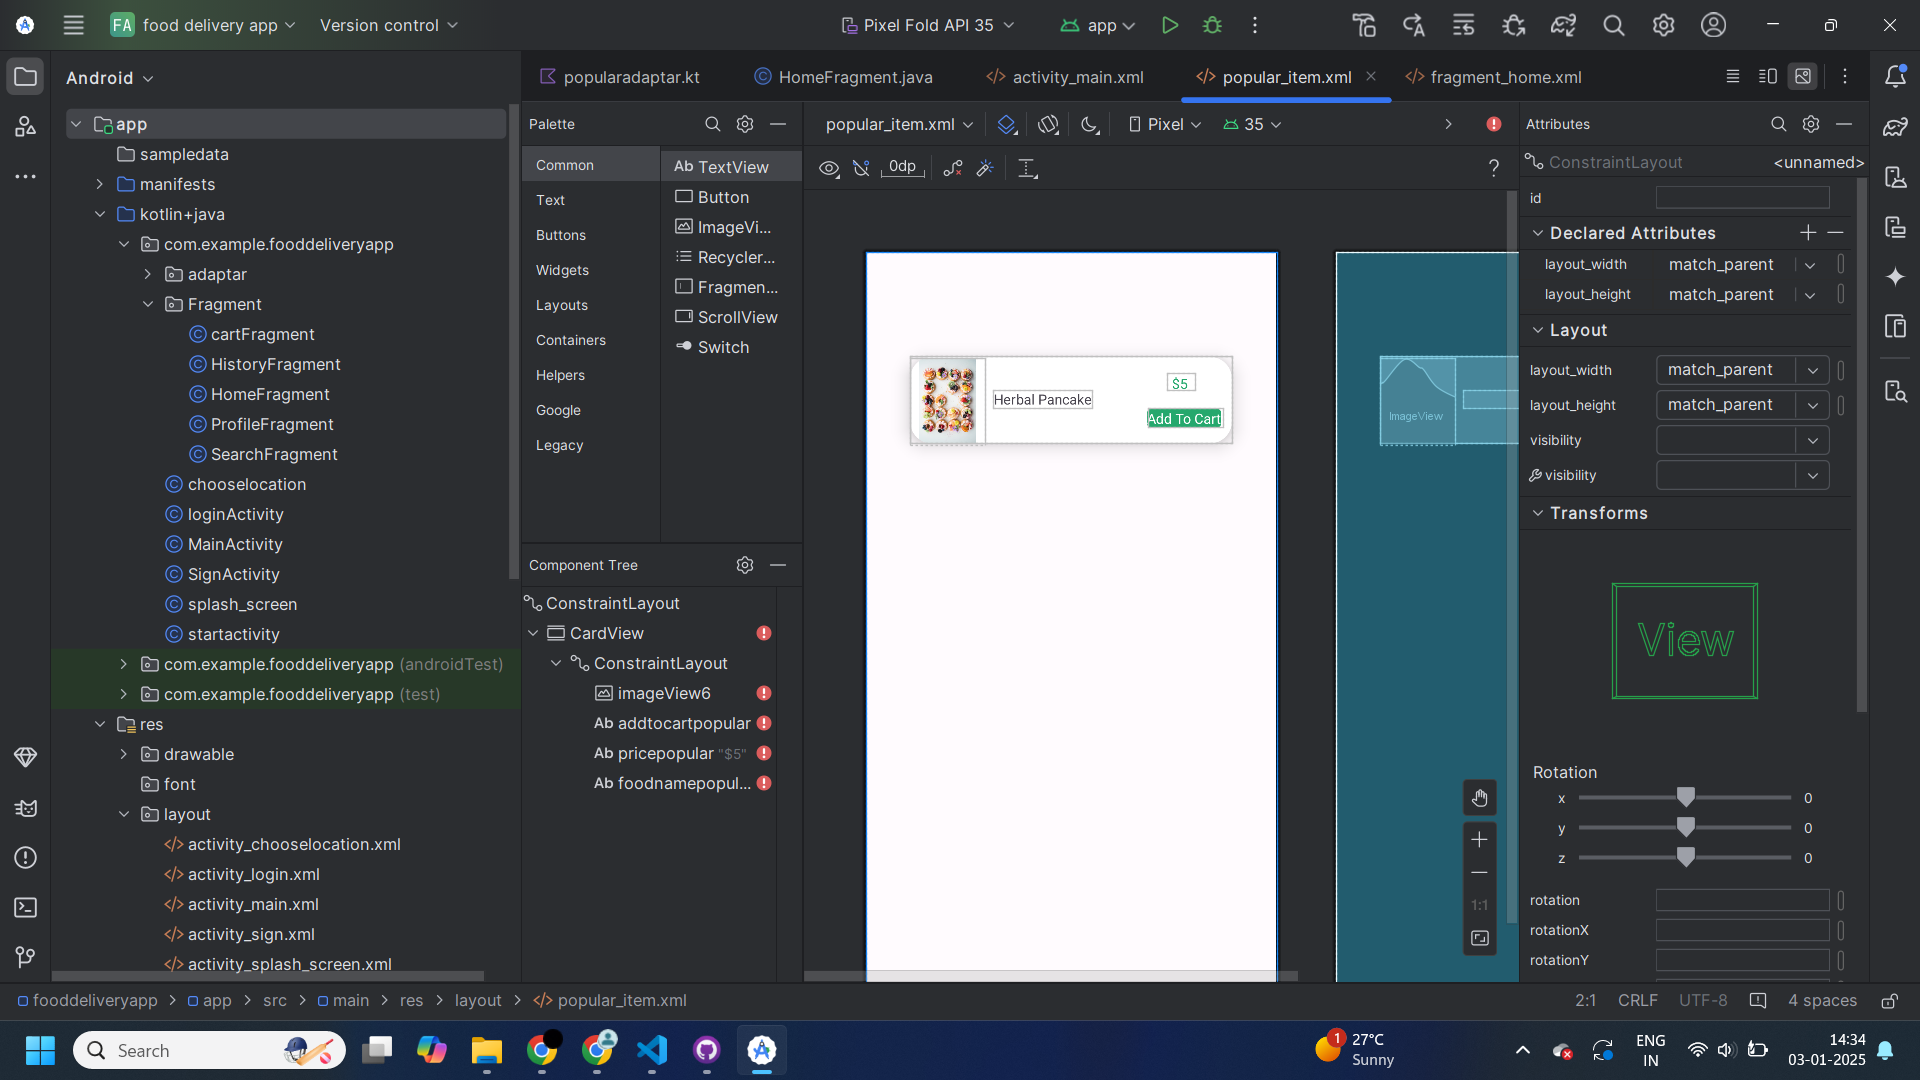 FA food delivery app Version control Pixel Fold API 35 app
Android
app
sampledata
manifests
kotlin+java
com.example.fooddeliveryapp
adaptar
Fragment
cartFragment
HistoryFragment
HomeFragment
ProfileFragment
SearchFragment
chooselocation
loginActivity
MainActivity
SignActivity
splash_screen
startactivity
com.example.fooddeliveryapp (androidTest)
com.example.fooddeliveryapp (test)
res
drawable
font
layout
activity_chooselocation.xml
activity_login.xml
activity_main.xml
activity_sign.xml
activity_splash_screen.xml
popularadaptar.kt HomeFragment.java activity_main.xml popular_item.xml fragment_home.xml
Palette
Common
Text
Buttons
Widgets
Layouts
Containers
Helpers
Google
Legacy
Ab TextView
Button
ImageVi...
Recycler...
Fragmen...
ScrollView
Switch
Component Tree
ConstraintLayout
CardView
ConstraintLayout
imageView6
Ab addtocartpopular
Ab pricepopular "$5"
Ab foodnamepopul...
popular_item.xml Pixel 35
0dp ?
Herbal Pancake
$5
Add To Cart
ImageView
1:1
Attributes
ConstraintLayout <unnamed>
id
Declared Attributes
layout_width match_parent
layout_height match_parent
Layout
layout_width match_parent
layout_height match_parent
visibility
visibility
Transforms
View
Rotation
x 0
y 0
z 0
rotation
rotationX
rotationY
fooddeliveryapp > app > src > main > res > layout > popular_item.xml 2:1 CRLF UTF-8 4 spaces
Search
1 27°C
Sunny
ENG
IN
14:34
03-01-2025